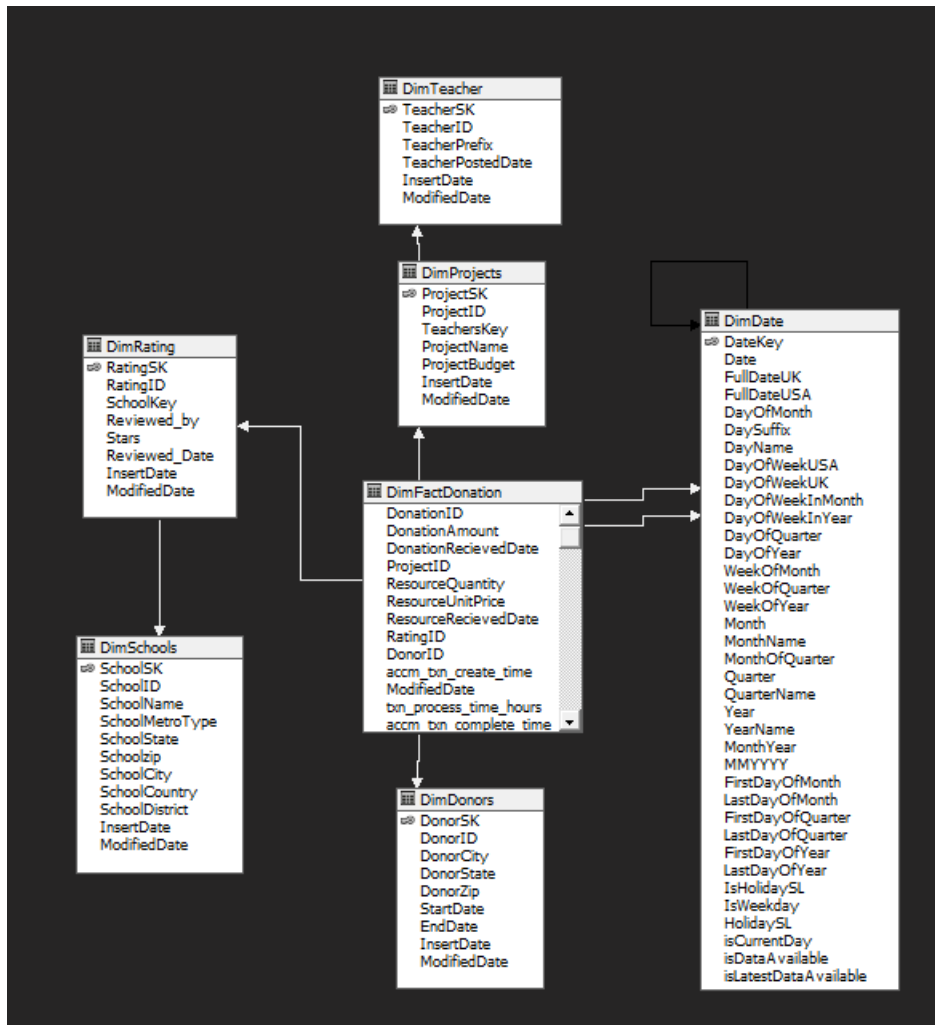 DimTeacher
TeacherSK
TeacherID
TeacherPrefix
TeacherPostedDate
InsertDate
ModifiedDate
DimProjects
ProjectSK
ProjectID
TeachersKey
ProjectName
ProjectBudget
InsertDate
ModifiedDate
DimRating
RatingSK
RatingID
SchoolKey
Reviewed_by
Stars
Reviewed_Date
InsertDate
ModifiedDate
DimFactDonation
DonationID
DonationAmount
DonationRecievedDate
ProjectID
ResourceQuantity
ResourceUnitPrice
ResourceRecievedDate
RatingID
DonorID
accm_txn_create_time
ModifiedDate
txn_process_time_hours
accm_txn_complete_time
DimSchools
SchoolSK
SchoolID
SchoolName
SchoolMetroType
SchoolState
Schoolzip
SchoolCity
SchoolCountry
SchoolDistrict
InsertDate
ModifiedDate
DimDonors
DonorSK
DonorID
DonorCity
DonorState
DonorZip
StartDate
EndDate
InsertDate
ModifiedDate
DimDate
DateKey
Date
FullDateUK
FullDateUSA
DayOfMonth
DaySuffix
DayName
DayOfWeekUSA
DayOfWeekUK
DayOfWeekInMonth
DayOfWeekInYear
DayOfQuarter
DayOfYear
WeekOfMonth
WeekOfQuarter
WeekOfYear
Month
MonthName
MonthOfQuarter
Quarter
QuarterName
Year
YearName
MonthYear
MMYYYY
FirstDayOfMonth
LastDayOfMonth
FirstDayOfQuarter
LastDayOfQuarter
FirstDayOfYear
LastDayOfYear
IsHolidaySL
IsWeekday
HolidaySL
isCurrentDay
isDataAvailable
isLatestDataAvailable